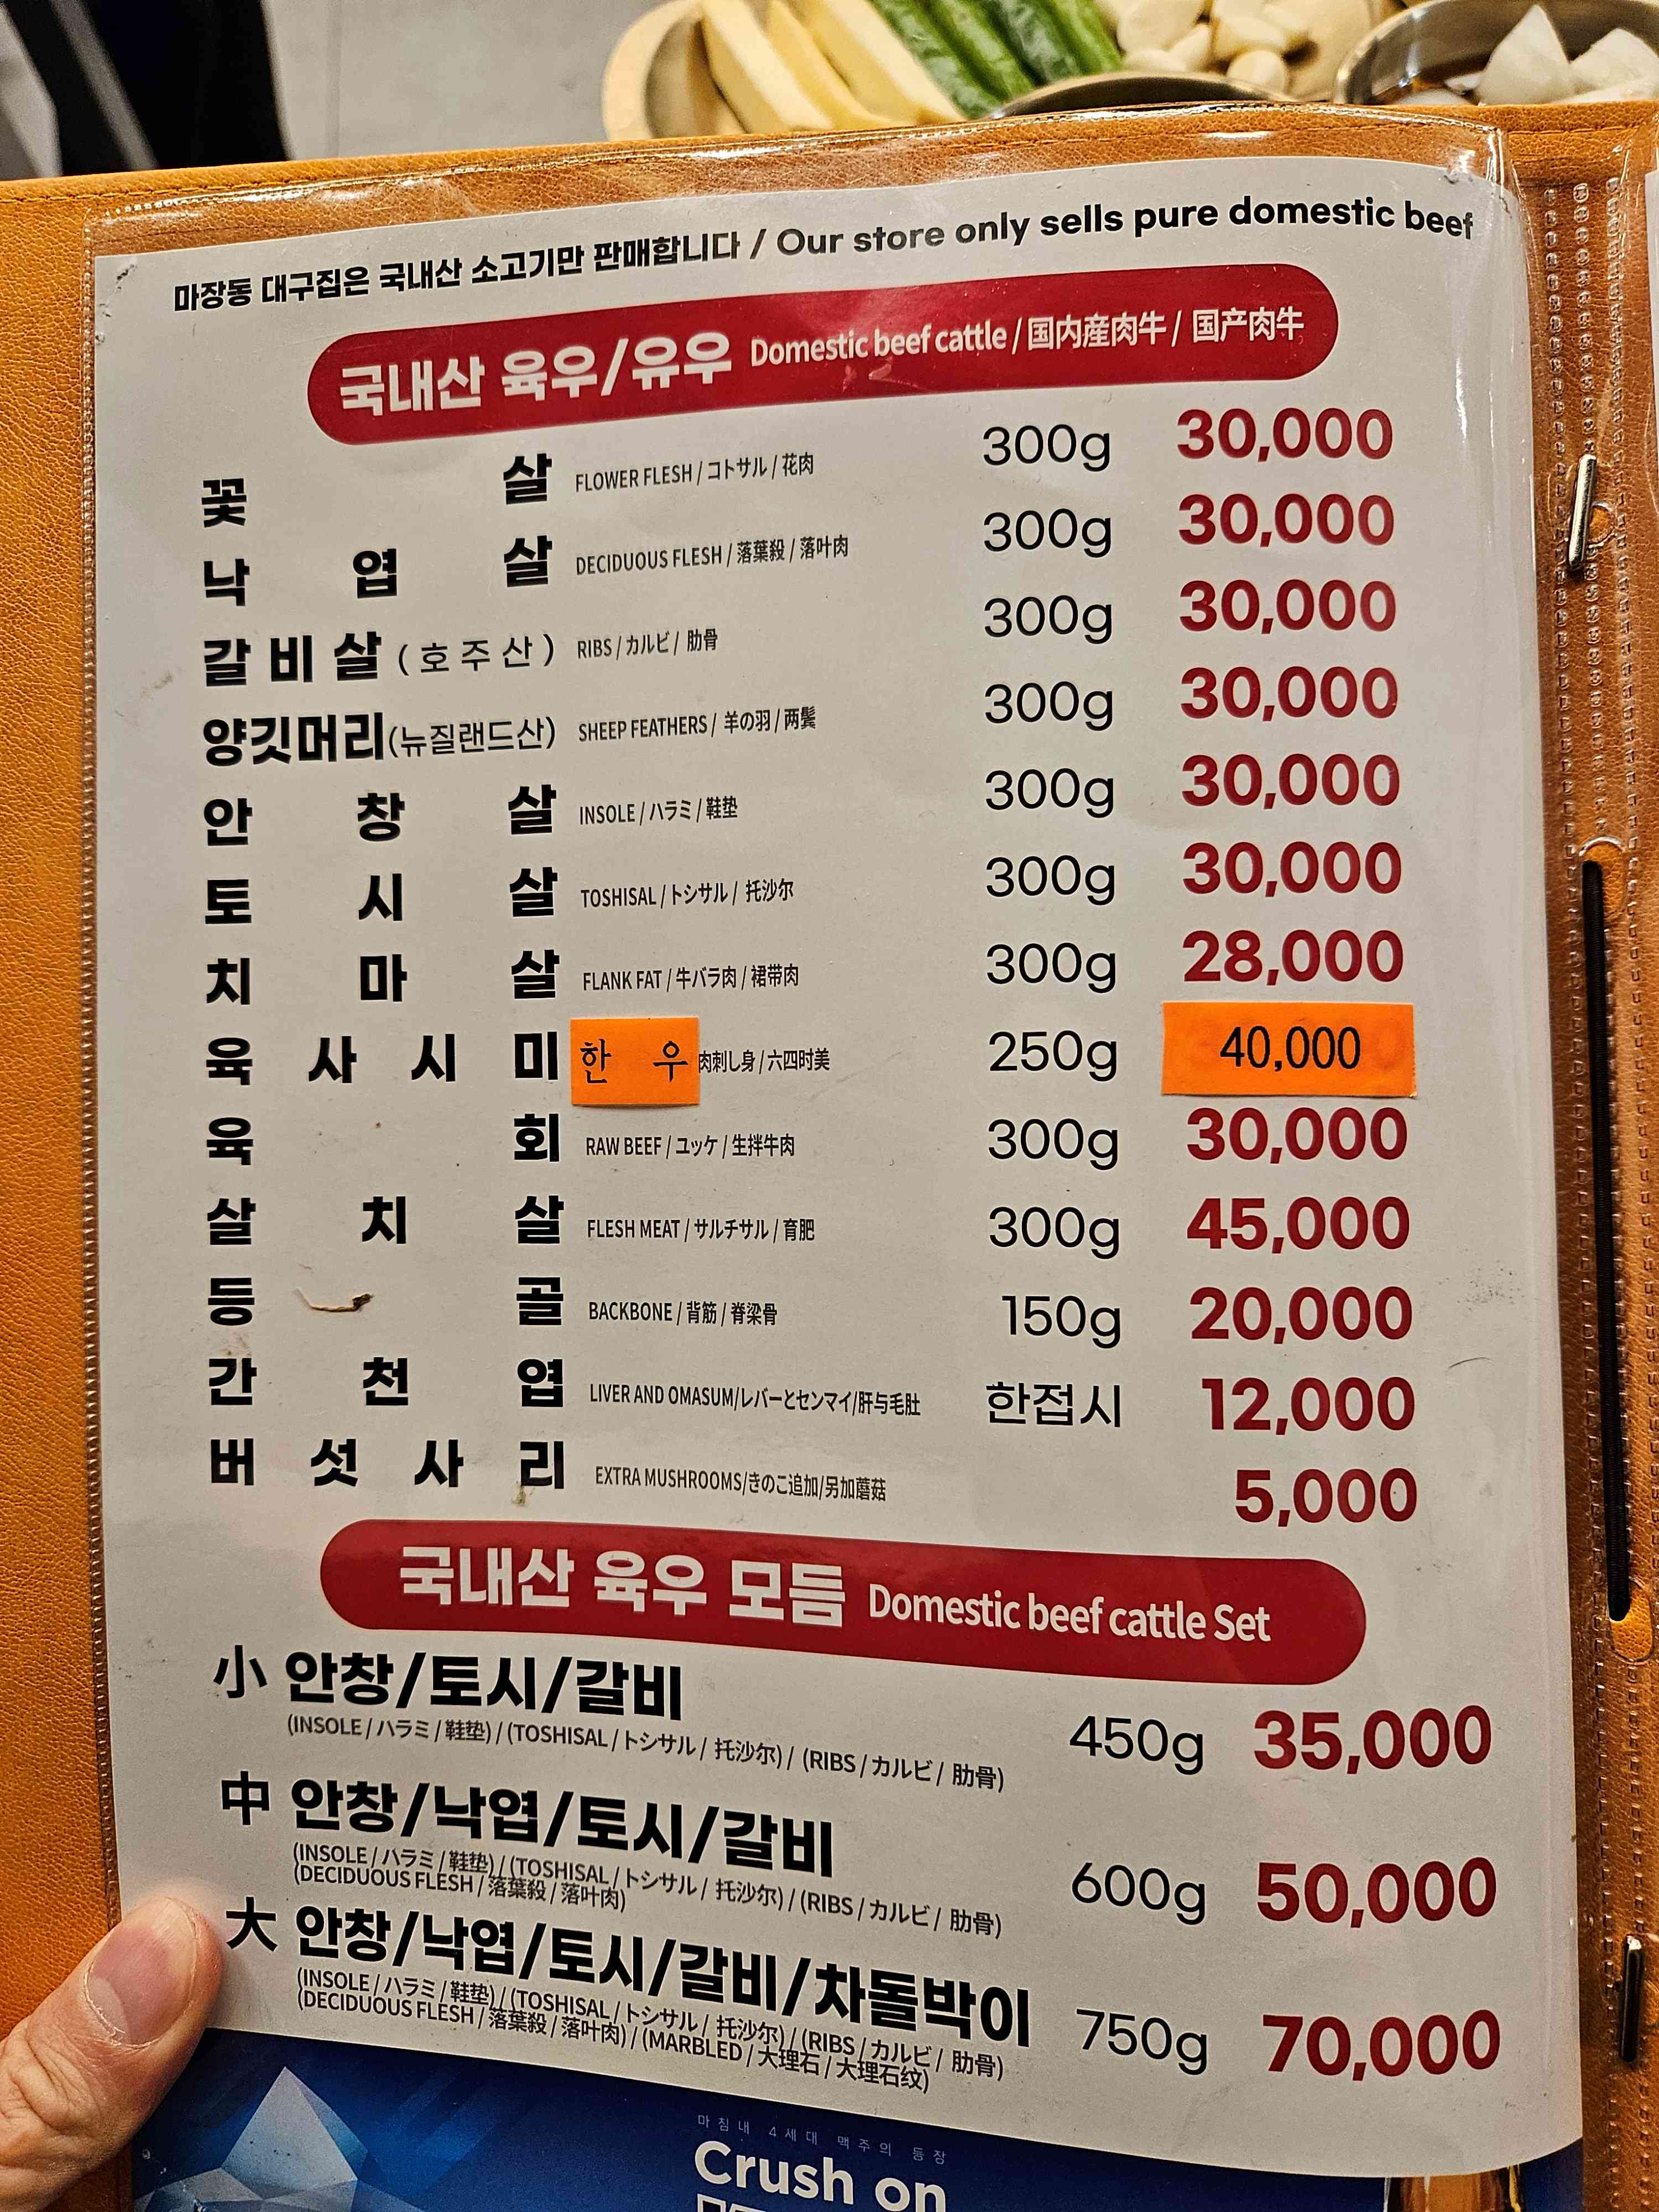 마장동 대구집은 국내산 소고기만 판매합니다 / Our store only sells pure domestic beef
국내산 육우/유우 Domestic beef cattle / 国内産肉牛 / 国产肉牛
꽃 살 FLOWER FLESH / コトサル / 花肉 300g 30,000
낙 엽 살 DECIDUOUS FLESH / 落葉殺 / 落叶肉 300g 30,000
갈비살 (호주산) RIBS / カルビ / 肋骨 300g 30,000
양깃머리(뉴질랜드산) SHEEP FEATHERS / 羊の羽 / 两鬓 300g 30,000
안 창 살 INSOLE / ハラミ / 鞋垫 300g 30,000
토 시 살 TOSHISAL / トシサル / 托沙尔 300g 30,000
치 마 살 FLANK FAT / 牛バラ肉 / 裙带肉 300g 28,000
육 사 시 미 한 우 肉刺し身 / 六四时美 250g 40,000
육 회 RAW BEEF / ユッケ / 生拌牛肉 300g 30,000
살 치 살 FLESH MEAT / サルチサル / 育肥 300g 45,000
등 골 BACKBONE / 背筋 / 脊梁骨 150g 20,000
간 천 엽 LIVER AND OMASUM/レバーとセンマイ/肝与毛肚 한접시 12,000
버 섯 사 리 EXTRA MUSHROOMS/きのこ追加/另加蘑菇 5,000
국내산 육우 모듬 Domestic beef cattle Set
小 안창/토시/갈비 450g 35,000
(INSOLE / ハラミ / 鞋垫) / (TOSHISAL / トシサル / 托沙尔) / (RIBS / カルビ / 肋骨)
中 안창/낙엽/토시/갈비 600g 50,000
(INSOLE / ハラミ / 鞋垫) / (TOSHISAL / トシサル / 托沙尔) / (RIBS / カルビ / 肋骨)
(DECIDUOUS FLESH / 落葉殺 / 落叶肉)
大 안창/낙엽/토시/갈비/차돌박이 750g 70,000
(INSOLE / ハラミ / 鞋垫) / (TOSHISAL / トシサル / 托沙尔) / (RIBS / カルビ / 肋骨)
(DECIDUOUS FLESH / 落葉殺 / 落叶肉) / (MARBLED / 大理石 / 大理石纹)
마침내 4세대 맥주의 등장
Crush on